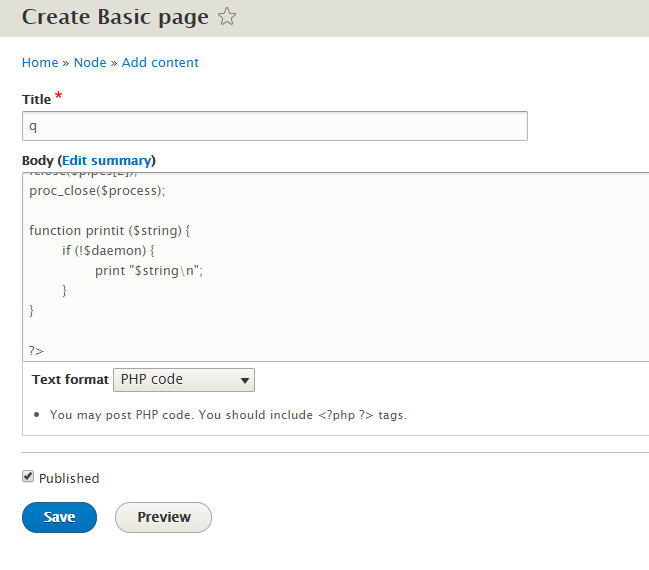 Create Basic page
Home » Node » Add content
Title *
q
Body (Edit summary)
proc_close($process);
function printit ($string) {
if (!$daemon) {
print "$string\n";
}
}
?>
Text format PHP code
You may post PHP code. You should include <?php ?> tags.
Published
Save Preview